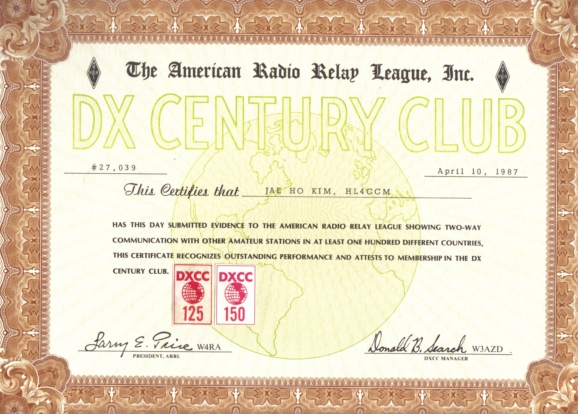 The American Radio Relay League, Inc.
DX CENTURY CLUB
#27,039
April 10, 1987
This Certifies that JAE HO KIM, HL4CCM
HAS THIS DAY SUBMITTED EVIDENCE TO THE AMERICAN RADIO RELAY LEAGUE SHOWING TWO-WAY
COMMUNICATION WITH OTHER AMATEUR STATIONS IN AT LEAST ONE HUNDRED DIFFERENT COUNTRIES,
THIS CERTIFICATE RECOGNIZES OUTSTANDING PERFORMANCE AND ATTESTS TO MEMBERSHIP IN THE DX
CENTURY CLUB.
DXCC DXCC
125 150
Larry E. Price W4RA
PRESIDENT, ARRL
Donald B. Search W3AZD
DXCC MANAGER